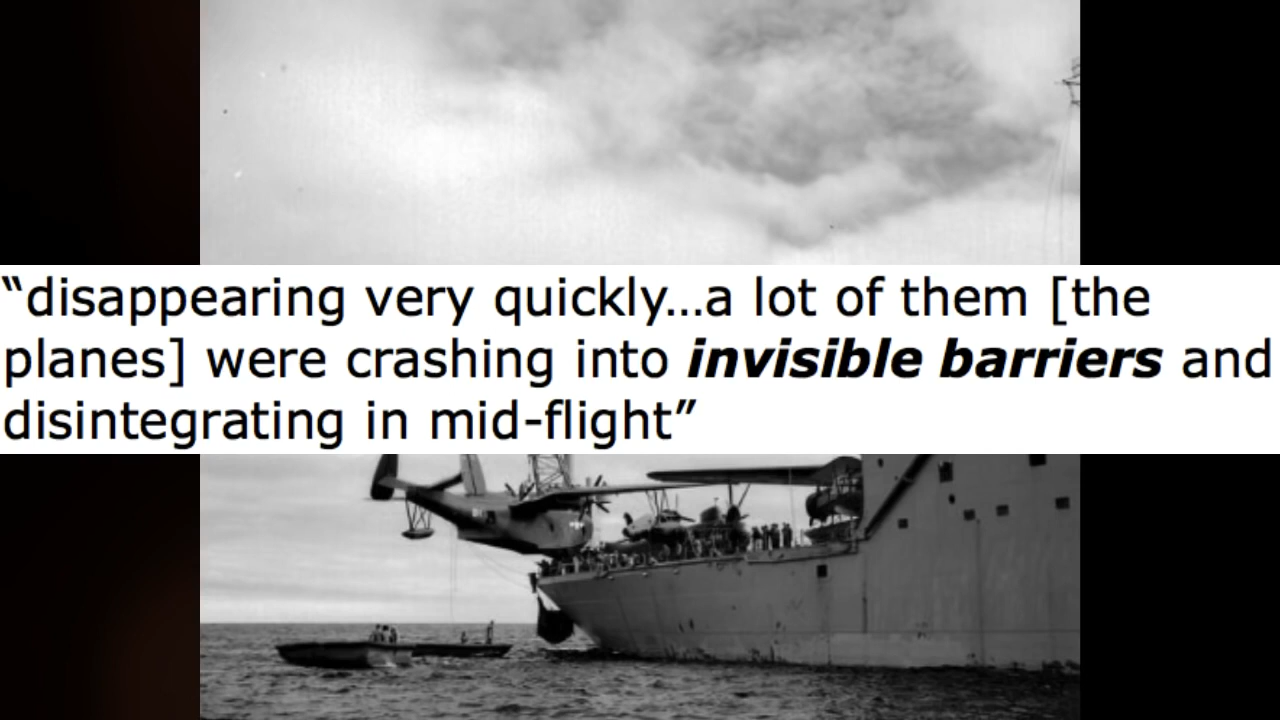 “disappearing very quickly...a lot of them [the
planes] were crashing into invisible barriers and
disintegrating in mid-flight”